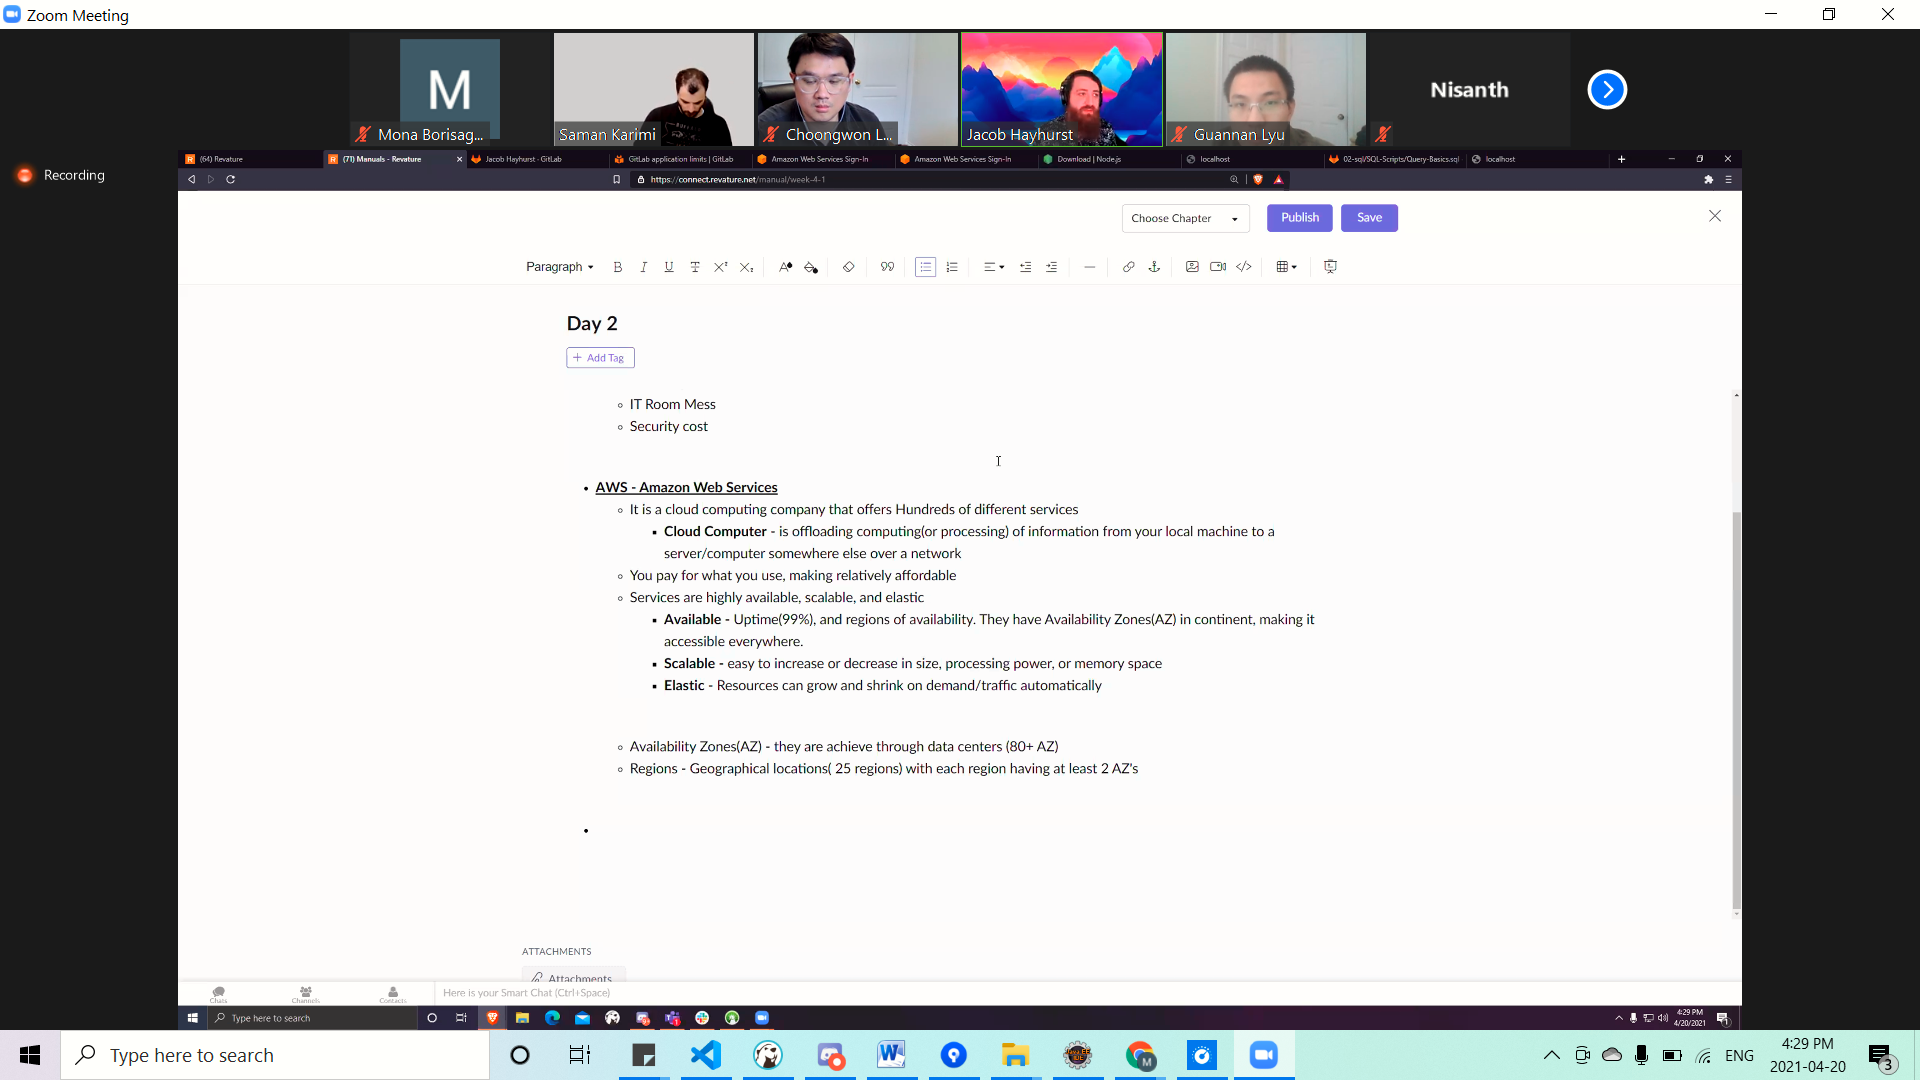 Zoom Meeting
M
Nisanth
Mona Borisag...
Saman Karimi
Choongwon L...
Jacob Hayhurst
Guannan Lyu
Recording
(64) Revature
(71) Manuals - Revature
Jacob Hayhurst · GitLab
GitLab application limits | GitLab
Amazon Web Services Sign-In
Amazon Web Services Sign-In
Download | Node.js
localhost
02-sql/SQL-Scripts/Query-Basics.sql
localhost
https://connect.revature.net/manual/week-4-1
Choose Chapter
Publish
Save
Paragraph
Day 2
+ Add Tag
IT Room Mess
Security cost
AWS - Amazon Web Services
It is a cloud computing company that offers Hundreds of different services
Cloud Computer - is offloading computing(or processing) of information from your local machine to a
server/computer somewhere else over a network
You pay for what you use, making relatively affordable
Services are highly available, scalable, and elastic
Available - Uptime(99%), and regions of availability. They have Availability Zones(AZ) in continent, making it
accessible everywhere.
Scalable - easy to increase or decrease in size, processing power, or memory space
Elastic - Resources can grow and shrink on demand/traffic automatically
Availability Zones(AZ) - they are achieve through data centers (80+ AZ)
Regions - Geographical locations( 25 regions) with each region having at least 2 AZ's
ATTACHMENTS
Attachments
Chats
Channels
Contacts
Here is your Smart Chat (Ctrl+Space)
Type here to search
4:29 PM
4/20/2021
Type here to search
ENG
4:29 PM
2021-04-20
3